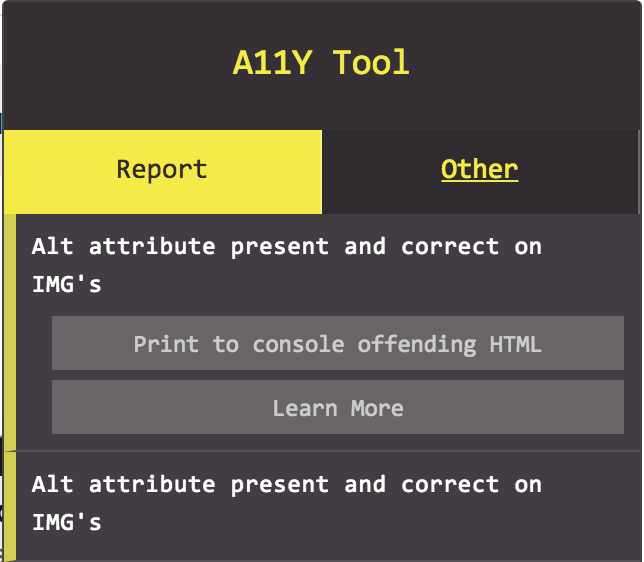 A11Y Tool
Report
Other
Alt attribute present and correct on
IMG's
Print to console offending HTML
Learn More
Alt attribute present and correct on
IMG's